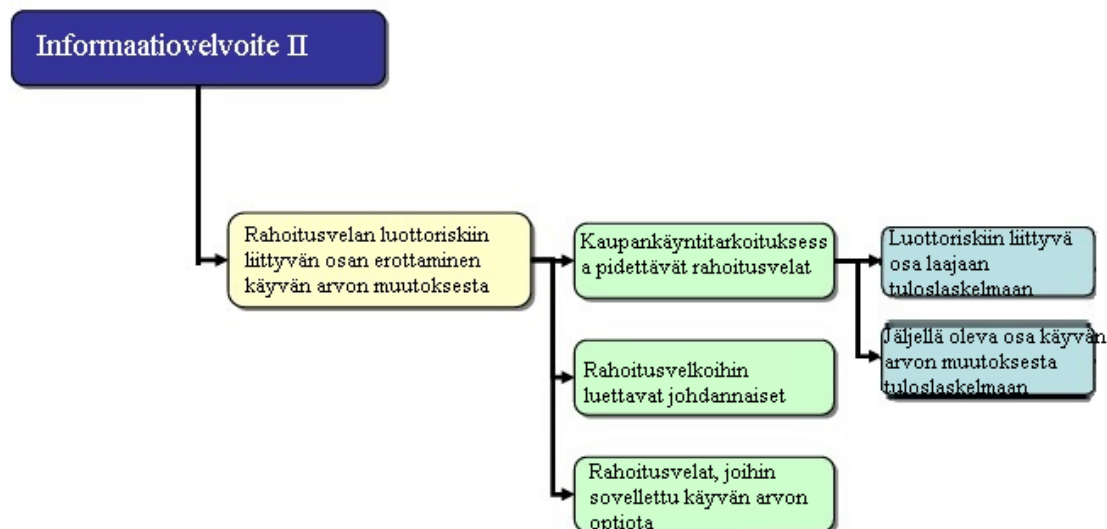 Informaatiovelvoite II
Rahoitusvelan luottoriskiin
liittyvän osan erottaminen
käyvän arvon muutoksesta
Kaupankäyntitarkoituksess
a pidettävät rahoitusvelat
Luottoriskiin liittyvä
osa laajaan
tuloslaskelmaan
Jäljellä oleva osa käyvän
arvon muutoksesta
tuloslaskelmaan
Rahoitusvelkoihin
luettavat johdannaiset
Rahoitusvelat, joihin
sovellettu käyvän arvon
optiota